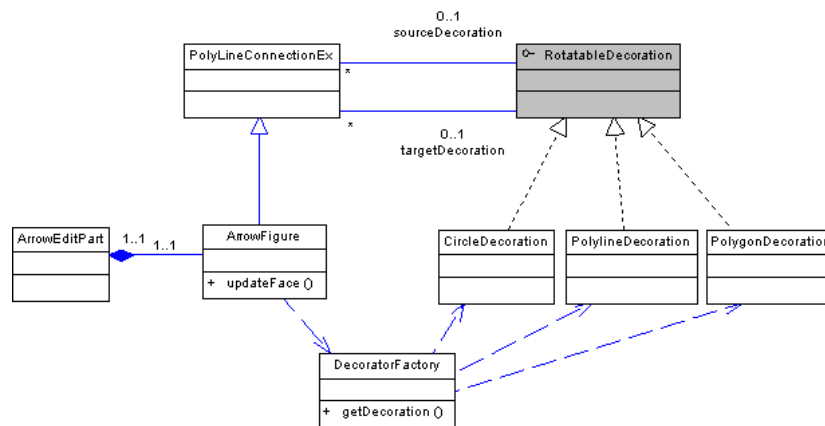 0..1
sourceDecoration
PolyLineConnectionEx
RotatableDecoration
*
*
0..1
targetDecoration
ArrowEditPart
1..1
1..1
ArrowFigure
+ updateFace ()
CircleDecoration
PolylineDecoration
PolygonDecoration
DecoratorFactory
+ getDecoration ()